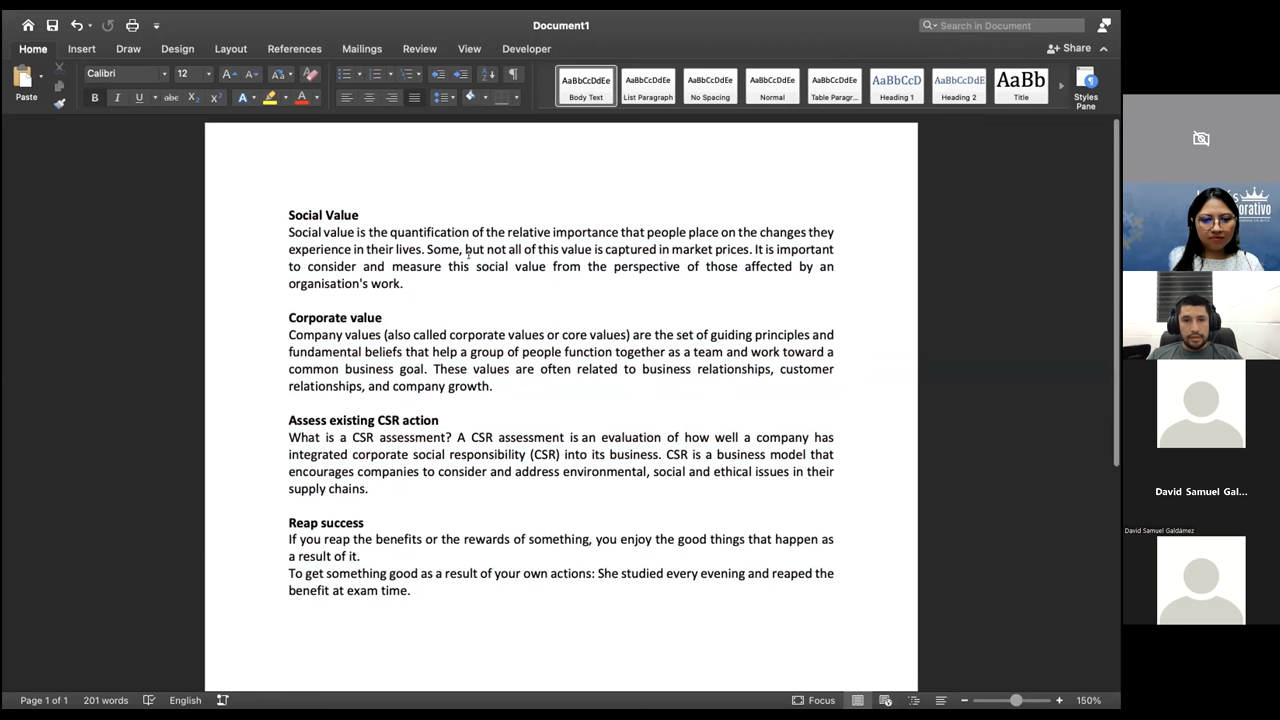 Document1
Search in Document
Home Insert Draw Design Layout References Mailings Review View Developer
Share
Paste
Calibri 12
AaBbCcDdEe AaBbCcDdEe AaBbCcDdEe AaBbCcDdEe AaBbCcDdEe AaBbCcD AaBbCcDdEe AaBb
Body Text List Paragraph No Spacing Normal Table Paragr... Heading 1 Heading 2 Title
Styles
Pane
Social Value
Social value is the quantification of the relative importance that people place on the changes they
experience in their lives. Some, but not all of this value is captured in market prices. It is important
to consider and measure this social value from the perspective of those affected by an
organisation's work.
Corporate value
Company values (also called corporate values or core values) are the set of guiding principles and
fundamental beliefs that help a group of people function together as a team and work toward a
common business goal. These values are often related to business relationships, customer
relationships, and company growth.
Assess existing CSR action
What is a CSR assessment? A CSR assessment is an evaluation of how well a company has
integrated corporate social responsibility (CSR) into its business. CSR is a business model that
encourages companies to consider and address environmental, social and ethical issues in their
supply chains.
Reap success
If you reap the benefits or the rewards of something, you enjoy the good things that happen as
a result of it.
To get something good as a result of your own actions: She studied every evening and reaped the
benefit at exam time.
David Samuel Gal...
David Samuel Galdámez
Page 1 of 1 201 words English Focus 150%